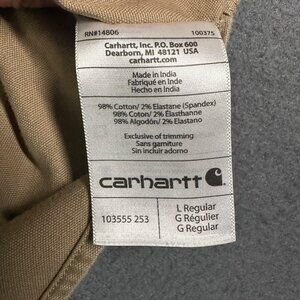 RN#14806 100375
Carhartt, Inc. P.O. Box 600
Dearborn, MI 48121 USA
carhartt.com
Made in India
Fabriqué en Inde
Hecho en India
98% Cotton/ 2% Elastane (Spandex)
98% Coton/ 2% Élasthanne
98% Algodón/ 2% Elastano
Exclusive of trimming
Sans garniture
Sin incluir adorno
carhartt
103555 253
L Regular
G Régulier
G Regular